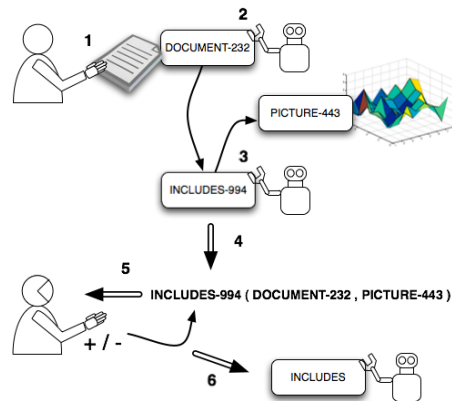 1
2
DOCUMENT-232
PICTURE-443
3
INCLUDES-994
4
5
INCLUDES-994 ( DOCUMENT-232 , PICTURE-443 )
+ / -
6
INCLUDES